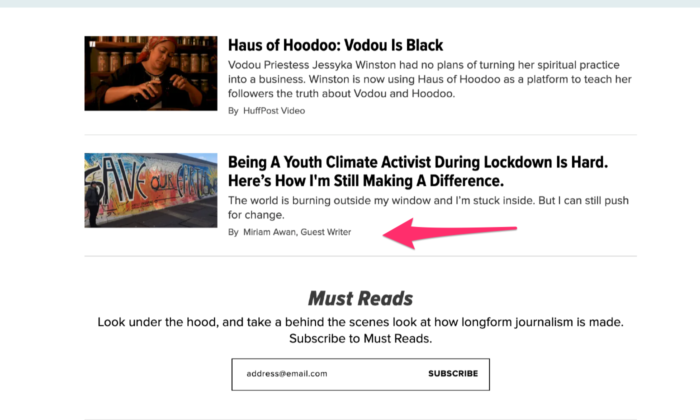 Haus of Hoodoo: Vodou Is Black
Vodou Priestess Jessyka Winston had no plans of turning her spiritual practice
into a business. Winston is now using Haus of Hoodoo as a platform to teach her
followers the truth about Vodou and Hoodoo.
By HuffPost Video
SAVE OUR
Being A Youth Climate Activist During Lockdown Is Hard.
Here's How I'm Still Making A Difference.
The world is burning outside my window and I'm stuck inside. But I can still push
for change.
By Miriam Awan, Guest Writer
Must Reads
Look under the hood, and take a behind the scenes look at how longform journalism is made.
Subscribe to Must Reads.
address@email.com SUBSCRIBE